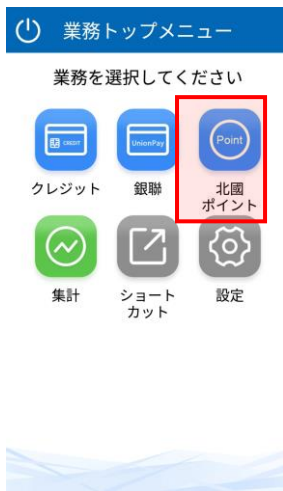 業務トップメニュー
業務を選択してください
CREDIT
UnionPay
Point
クレジット
銀聯
北國
ポイント
集計
ショート
カット
設定